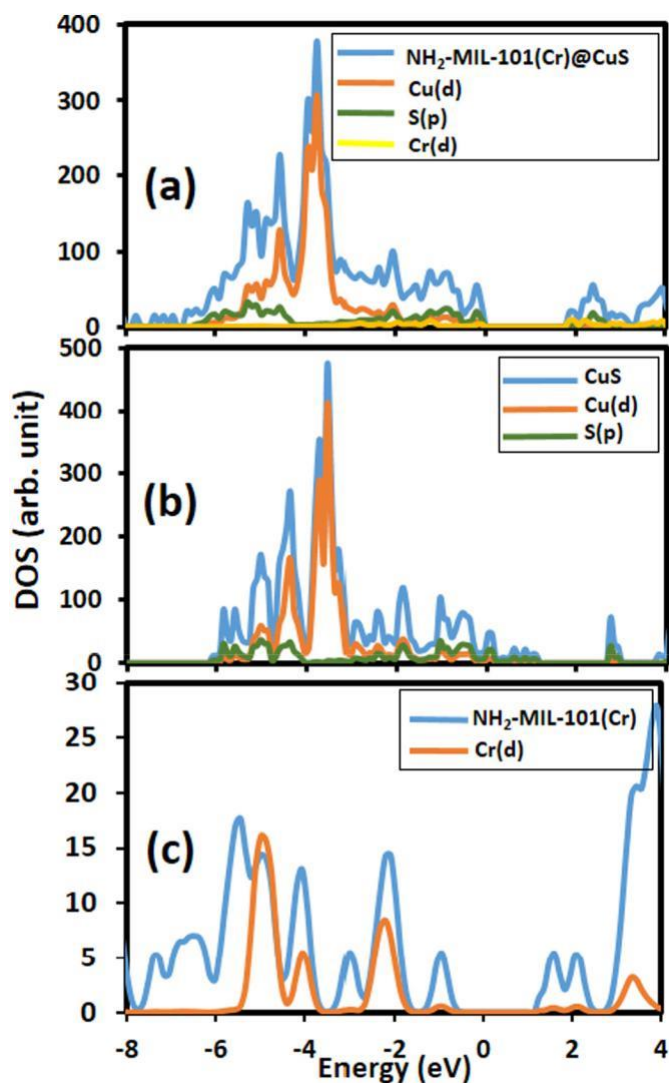 DOS (arb. unit)
400
300
200
100
0
NH₂-MIL-101(Cr)@CuS
Cu(d)
S(p)
Cr(d)
(a)
500
400
300
200
100
0
CuS
Cu(d)
S(p)
(b)
30
25
20
15
10
5
0
NH₂-MIL-101(Cr)
Cr(d)
(c)
-8 -6 -4 -2 0 2 4
Energy (eV)